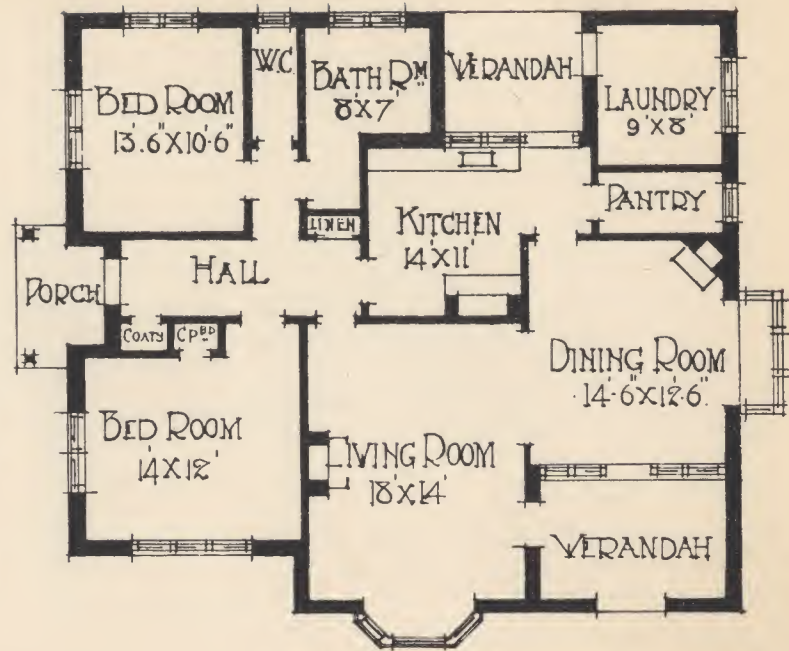 W.C.
BED ROOM
13'.6"X10'.6"
BATH RM
8'X7'
VERANDAH
LAUNDRY
9'X8'
PANTRY
LINEN
KITCHEN
14'X11'
HALL
PORCH
COATS
CPBD
DINING ROOM
14'.6"X12'.6"
BED ROOM
14'X12'
LIVING ROOM
18'X14'
VERANDAH